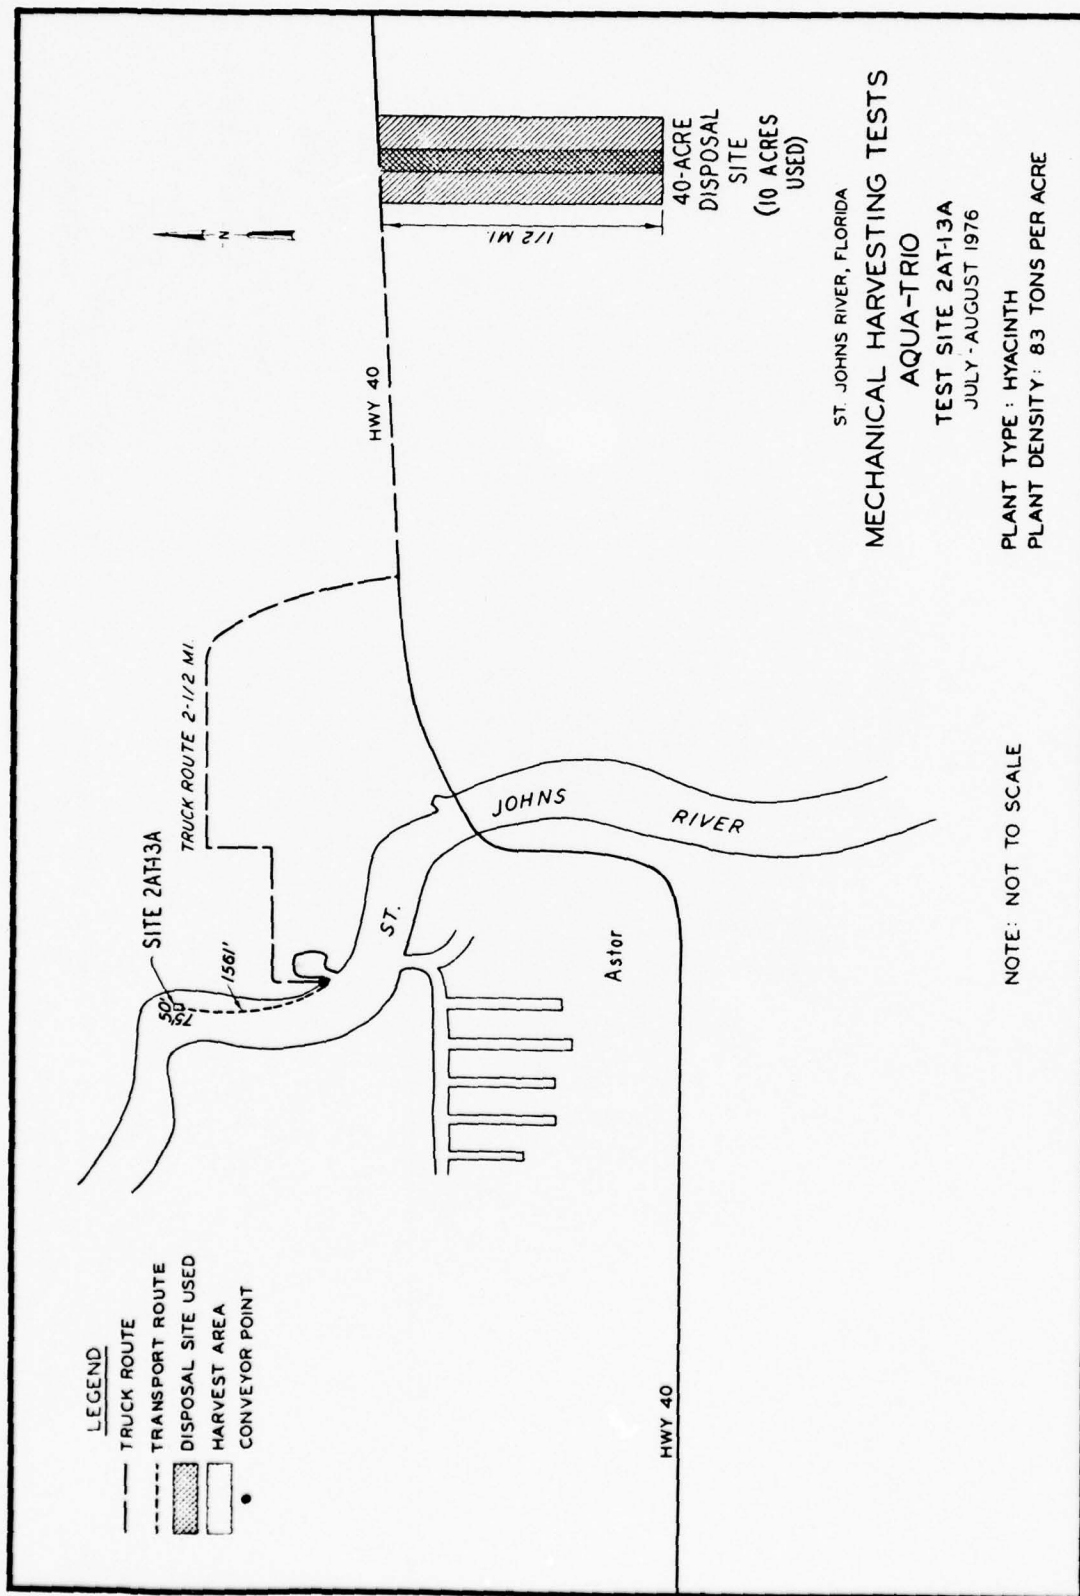 LEGEND
TRUCK ROUTE
TRANSPORT ROUTE
DISPOSAL SITE USED
HARVEST AREA
CONVEYOR POINT
SITE 2AT-13A
50'
75'
1561'
TRUCK ROUTE 2-1/2 MI.
N
HWY 40
1/2 MI.
40-ACRE
DISPOSAL
SITE
(10 ACRES
USED)
ST.
JOHNS
RIVER
Astor
HWY 40
ST. JOHNS RIVER, FLORIDA
MECHANICAL HARVESTING TESTS
AQUA-TRIO
TEST SITE 2AT-13A
JULY-AUGUST 1976
PLANT TYPE: HYACINTH
PLANT DENSITY: 83 TONS PER ACRE
NOTE: NOT TO SCALE